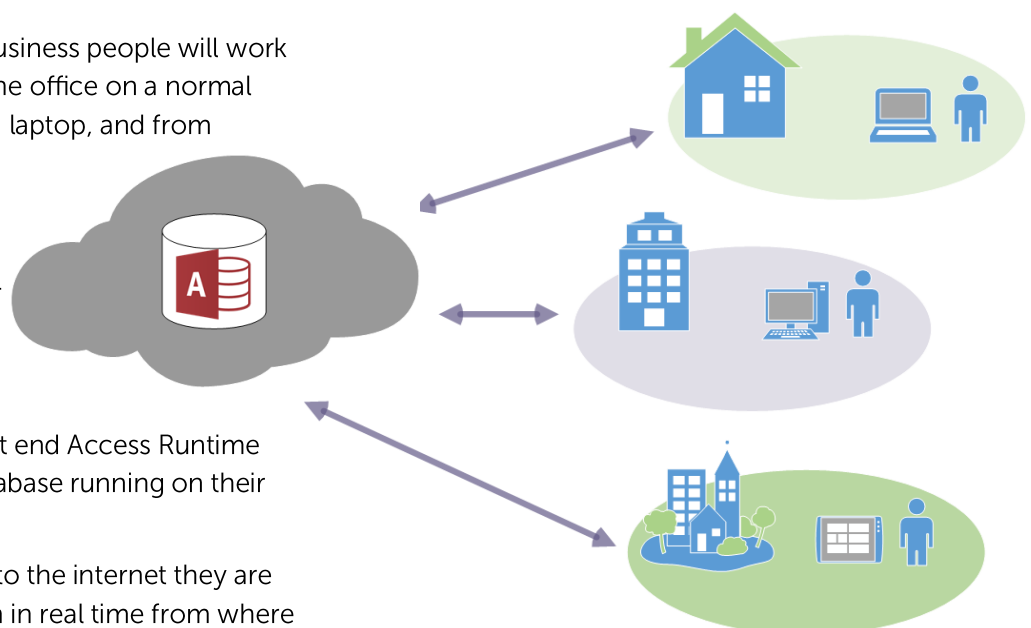 usiness people will work
ne office on a normal
laptop, and from
A
t end Access Runtime
abase running on their
to the internet they are
n in real time from where